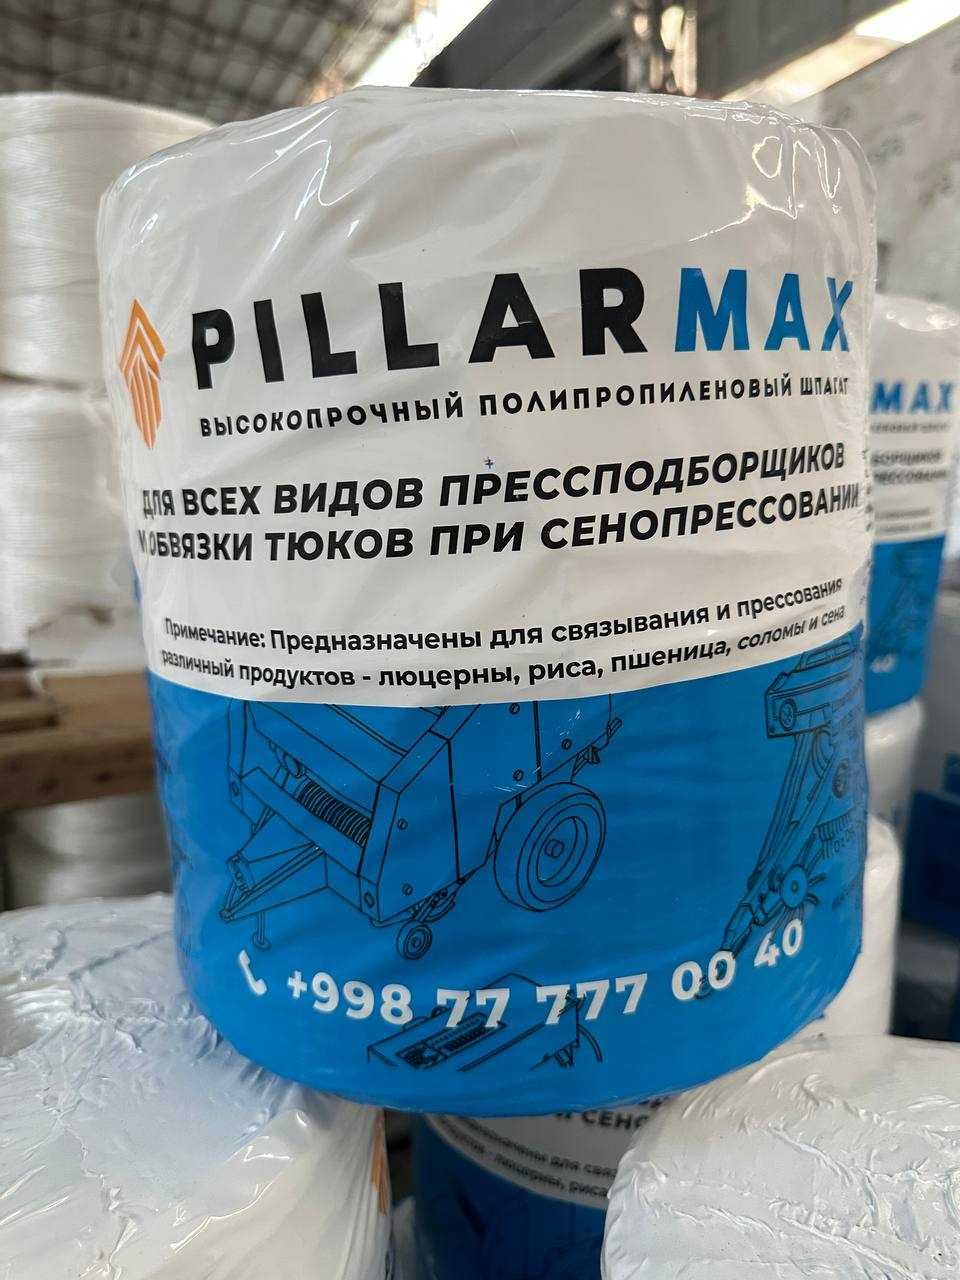 PILLARMAX
ВЫСОКОПРОЧНЫЙ ПОЛИПРОПИЛЕНОВЫЙ ШПАГАТ
ДЛЯ ВСЕХ ВИДОВ ПРЕССПОДБОРЩИКОВ
И ОБВЯЗКИ ТЮКОВ ПРИ СЕНОПРЕССОВАНИИ
Примечание: Предназначены для связывания и прессования
различный продуктов - люцерны, риса, пшеница, соломы и сена
+998 77 777 00 40
MAX